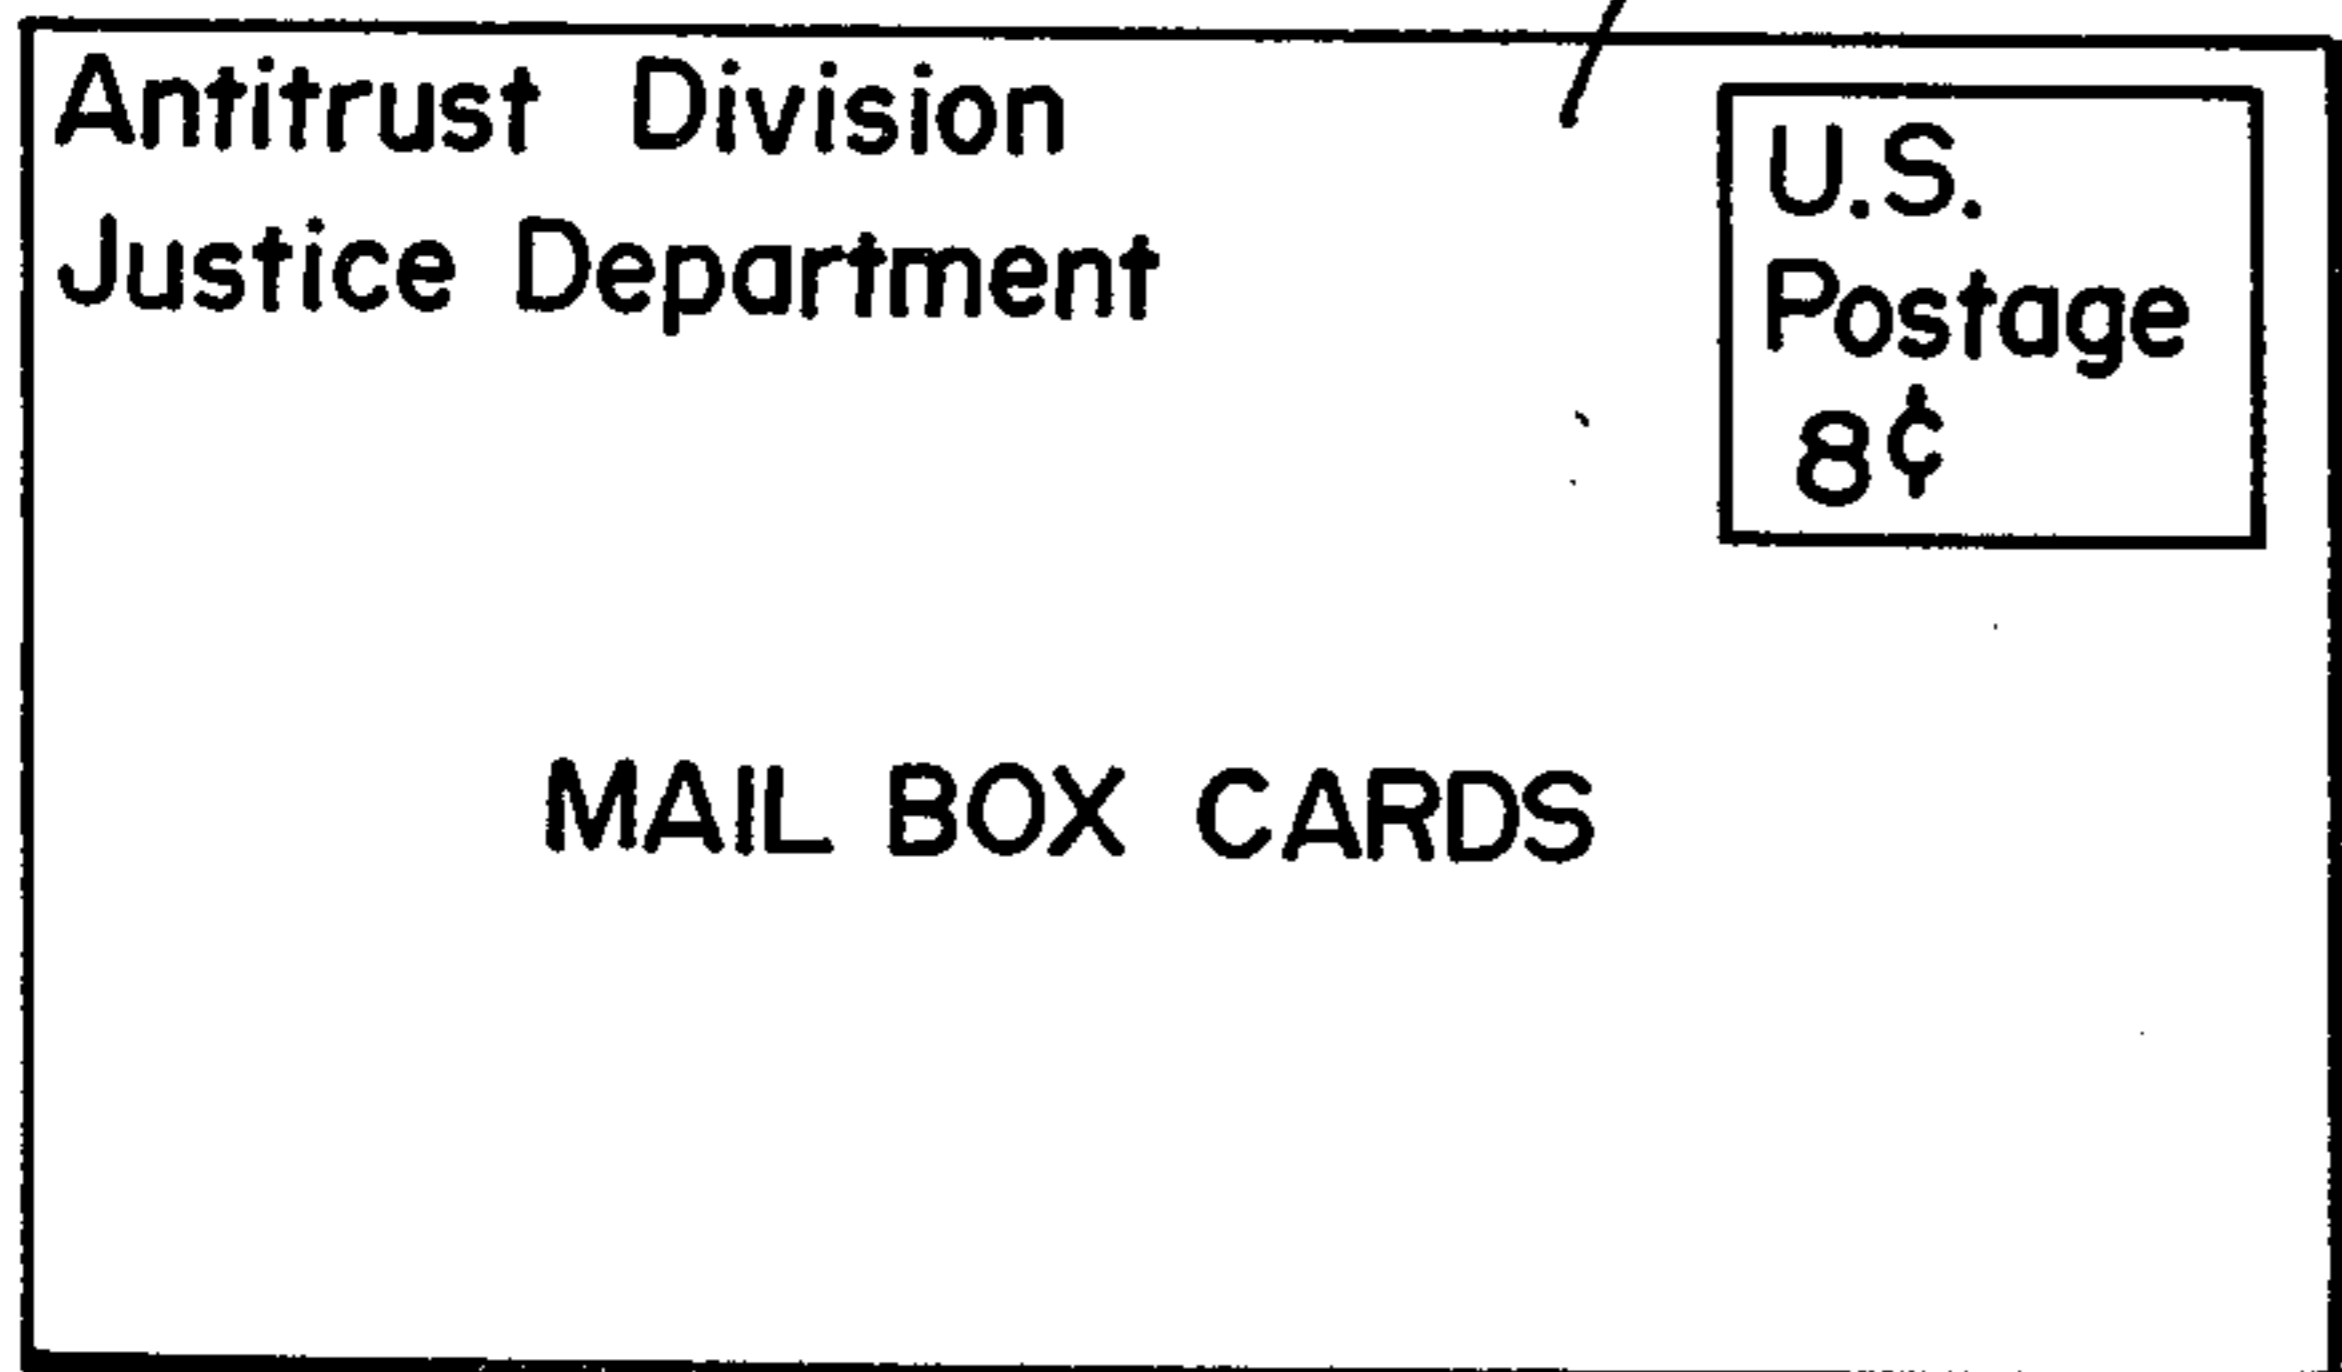 Antitrust Division
Justice Department
U.S.
Postage
8¢
MAIL BOX CARDS